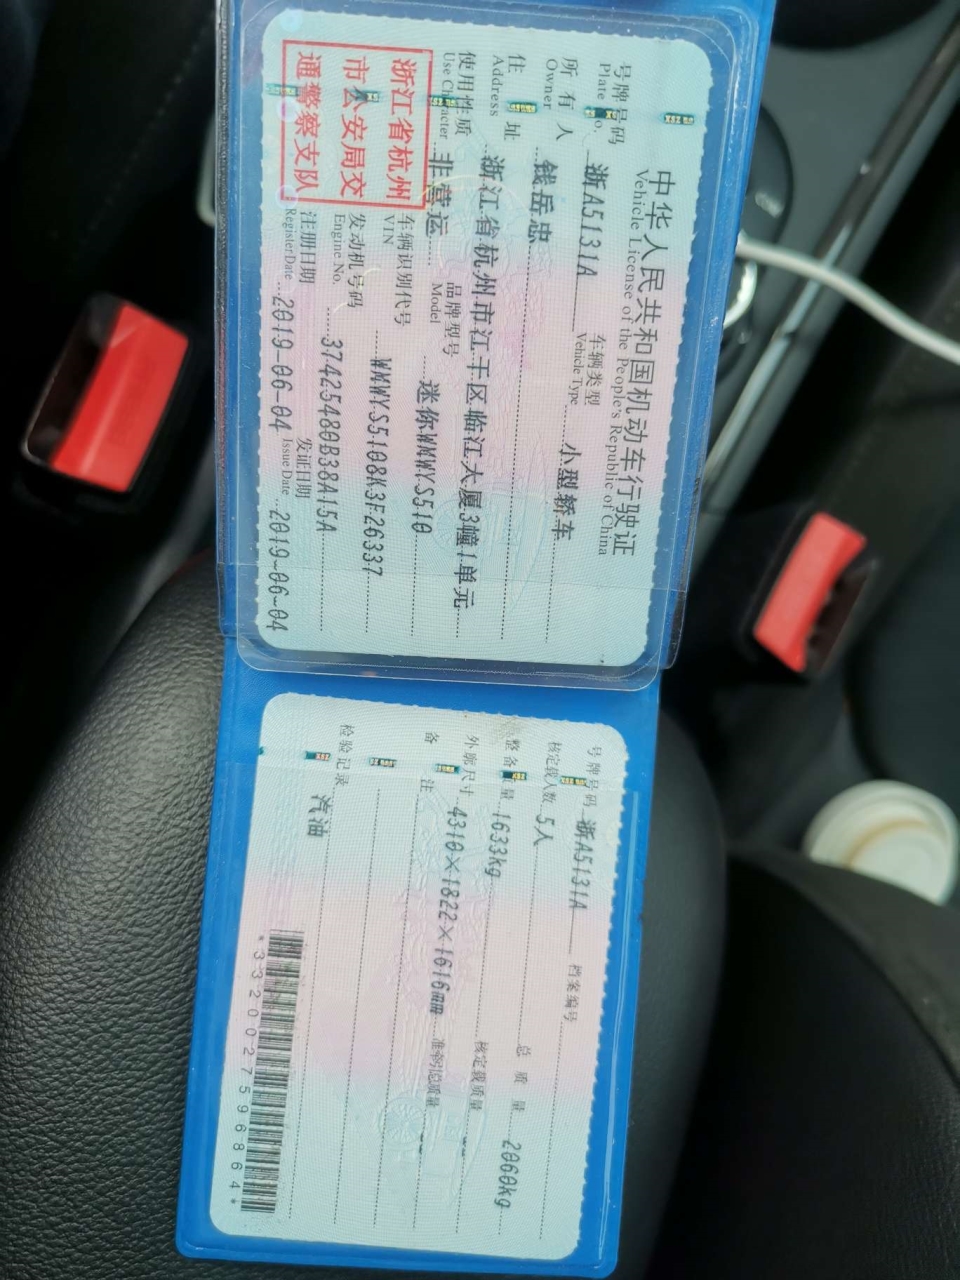 中华人民共和国机动车行驶证
Vehicle License of the People's Republic of China
号牌号码 浙A5131A 车辆类型 小型轿车
Plate No. Vehicle Type
所有人 钱岳忠
Owner
住址 浙江省杭州市江干区临江大厦3幢1单元
Address
使用性质 非营运 品牌型号 迷你WMWYS510
Use Character Model
浙江省杭州
市公安局交
通警察支队
车辆识别代号 WMWYS5108K3F26337
VIN
发动机号码 37425480B38A15A
Engine No.
注册日期 2019-06-04 发证日期 2019-06-04
Register Date Issue Date
号牌号码 浙A5131A 档案编号
核定载人数 5人 总质量 2060kg
整备质量 1633kg 核定载质量
外廓尺寸 4310×1822×1616mm 准牵引总质量
备注
检验记录
汽油
*3320027596864*